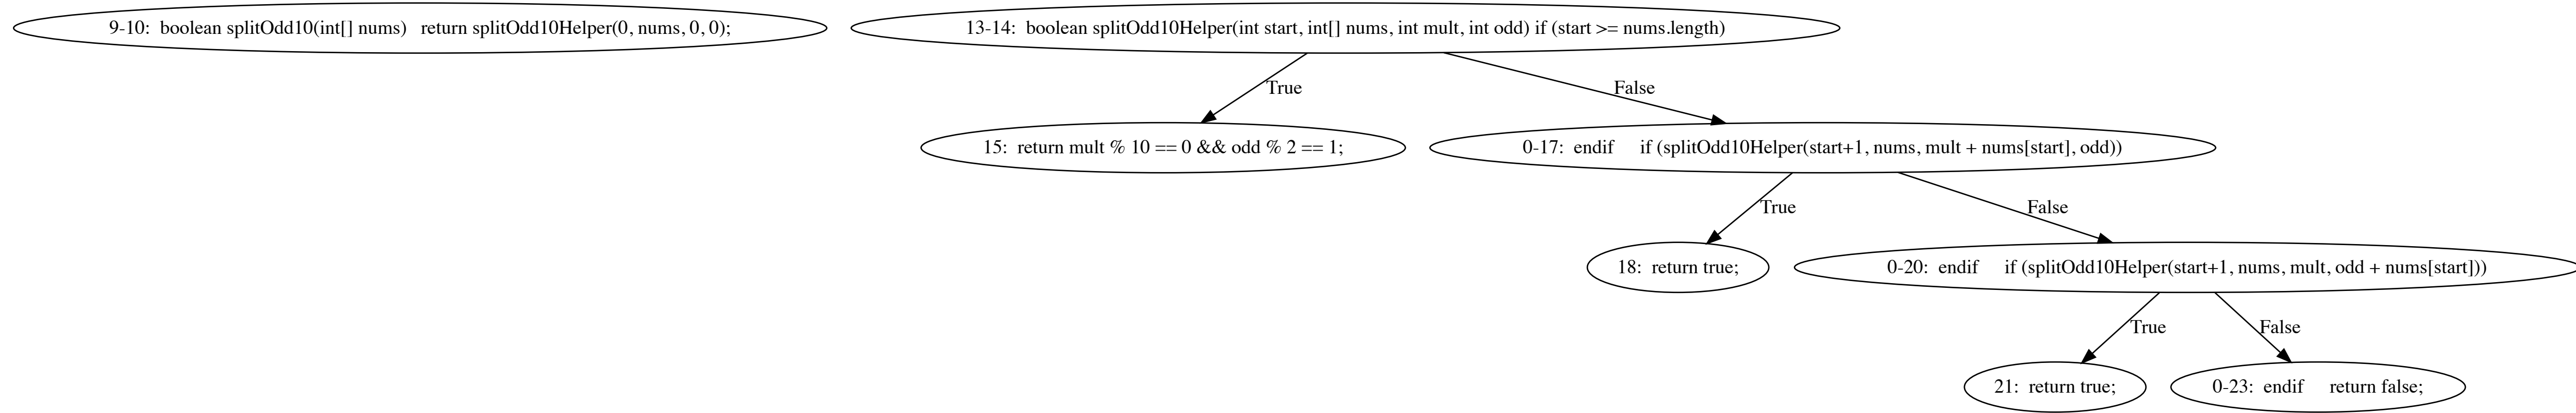 9-10:  boolean splitOdd10(int[] nums)   return splitOdd10Helper(0, nums, 0, 0);
13-14:  boolean splitOdd10Helper(int start, int[] nums, int mult, int odd) if (start >= nums.length)
True
False
15:  return mult % 10 == 0 && odd % 2 == 1;
0-17:  endif     if (splitOdd10Helper(start+1, nums, mult + nums[start], odd))
True
False
18:  return true;
0-20:  endif     if (splitOdd10Helper(start+1, nums, mult, odd + nums[start]))
True
False
21:  return true;
0-23:  endif     return false;